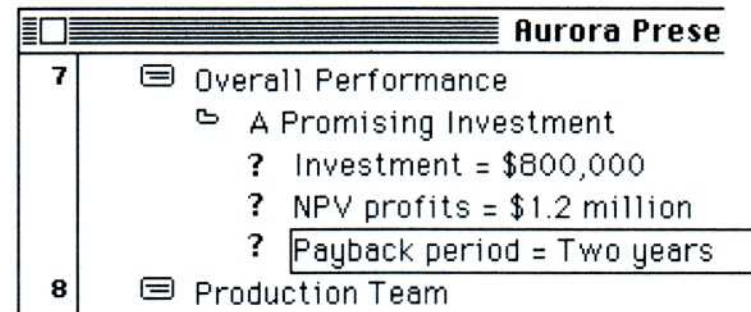 Aurora Prese
7 Overall Performance
A Promising Investment
? Investment = $800,000
? NPV profits = $1.2 million
? Payback period = Two years
8 Production Team